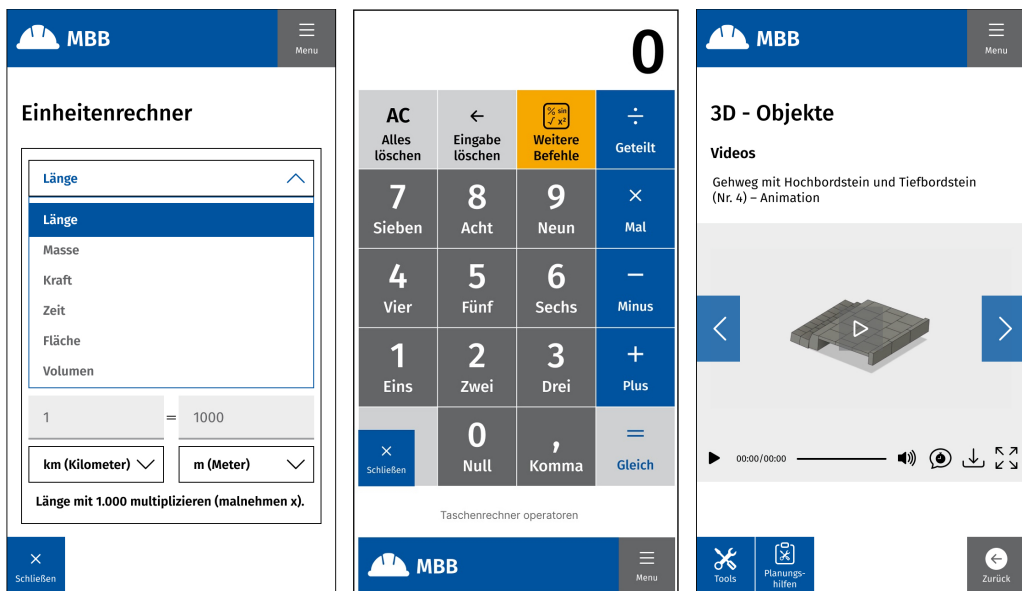 MBB
Menu
Einheitenrechner
Länge
Länge
Masse
Kraft
Zeit
Fläche
Volumen
1 = 1000
km (Kilometer)
m (Meter)
Länge mit 1.000 multiplizieren (malnehmen x).
×
Schließen
0
AC
Alles
löschen
←
Eingabe
löschen
% sin
√ x²
Weitere
Befehle
÷
Geteilt
7
Sieben
8
Acht
9
Neun
×
Mal
4
Vier
5
Fünf
6
Sechs
−
Minus
1
Eins
2
Zwei
3
Drei
+
Plus
×
Schließen
0
Null
,
Komma
=
Gleich
Taschenrechner operatoren
MBB
Menu
MBB
Menu
3D - Objekte
Videos
Gehweg mit Hochbordstein und Tiefbordstein
(Nr. 4) – Animation
00:00/00:00
Tools
Planungs-
hilfen
Zurück